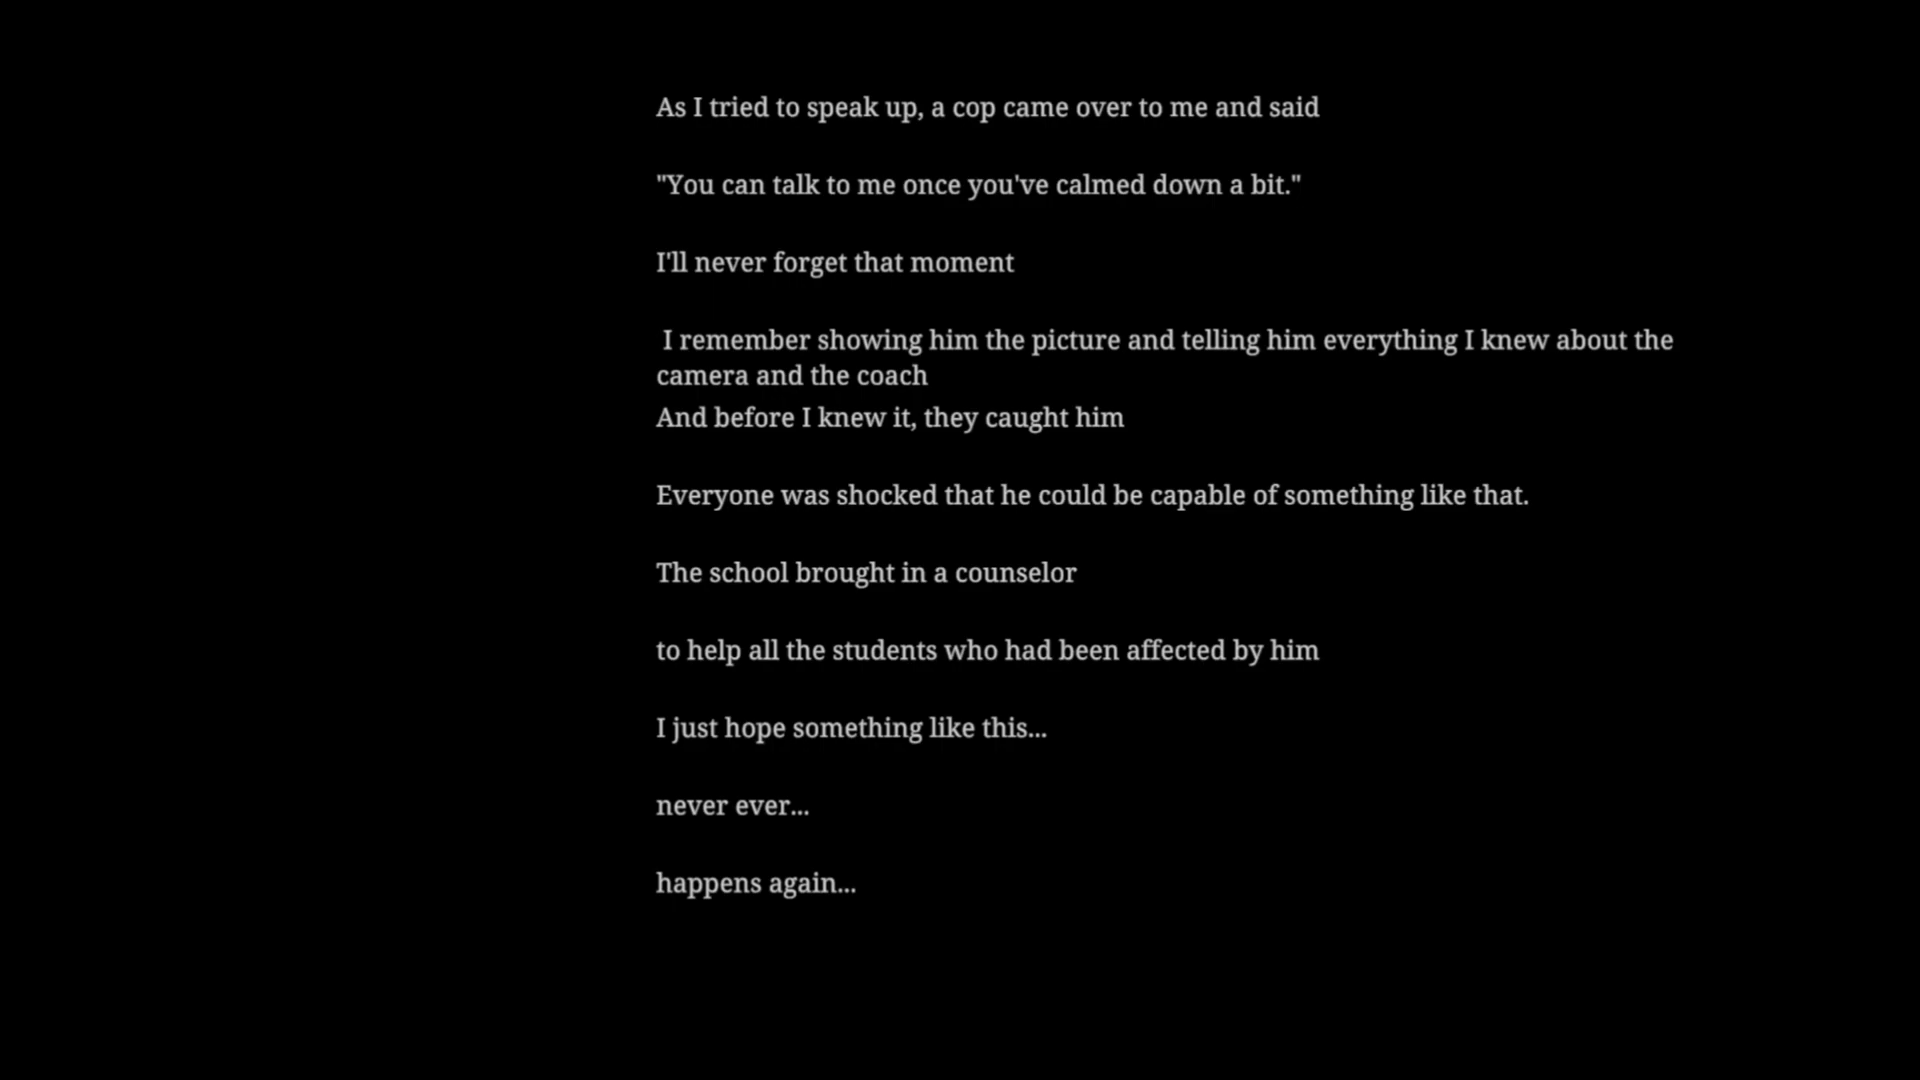 As I tried to speak up, a cop came over to me and said
"You can talk to me once you've calmed down a bit."
I'll never forget that moment
I remember showing him the picture and telling him everything I knew about the
camera and the coach
And before I knew it, they caught him
Everyone was shocked that he could be capable of something like that.
The school brought in a counselor
to help all the students who had been affected by him
I just hope something like this...
never ever...
happens again...